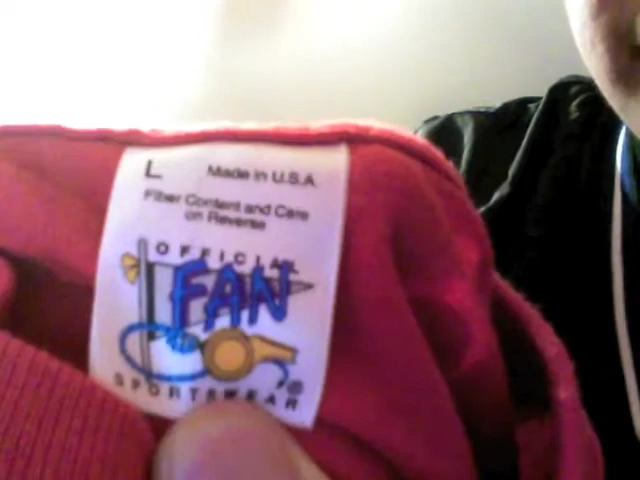 L Made in U.S.A.
Fiber Content and Care
on Reverse
OFFICIAL
FAN
SPORTSWEAR ®